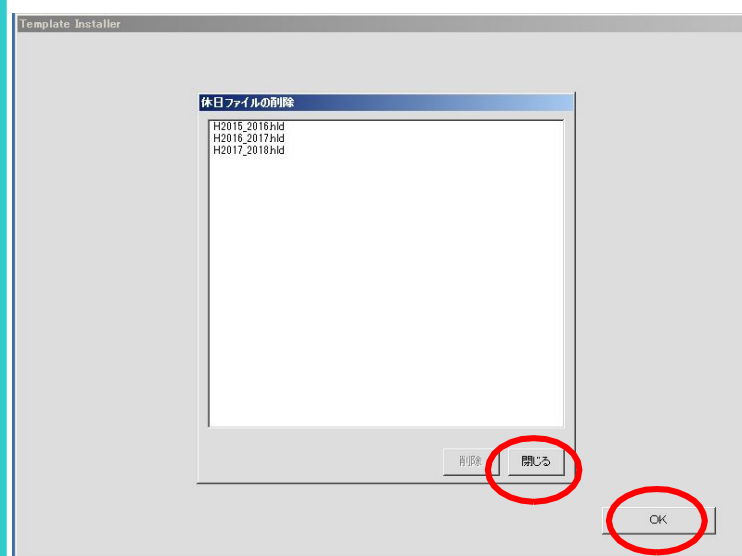 Template Installer
休日ファイルの削除
H2015_2016.hld
H2016_2017.hld
H2017_2018.hld
削除
閉じる
OK